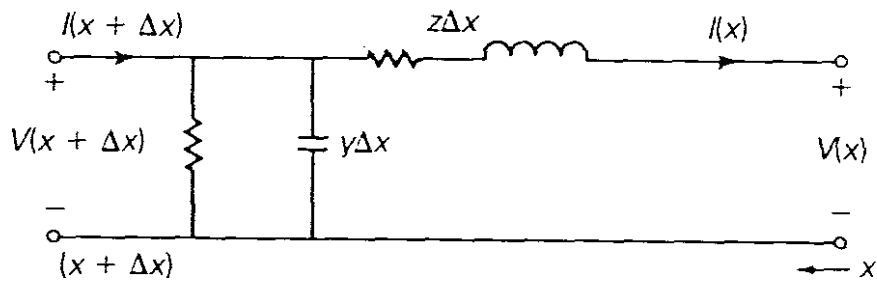 I(x + Δx) zΔx I(x)
+ +
V(x + Δx) yΔx V(x)
− −
(x + Δx) x